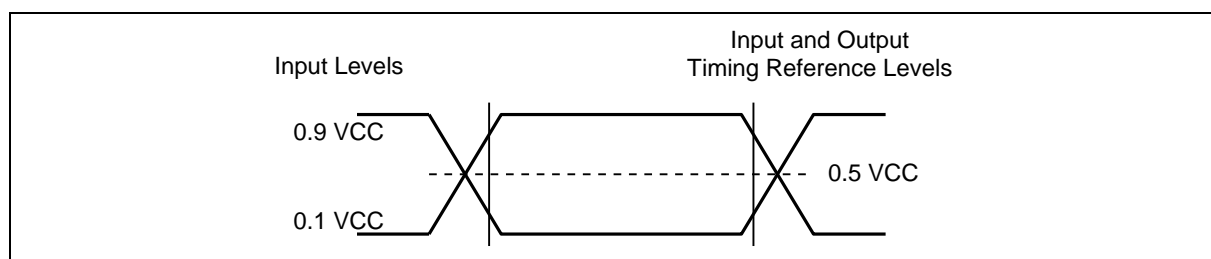 Input Levels
Input and Output
Timing Reference Levels
0.9 VCC
0.5 VCC
0.1 VCC